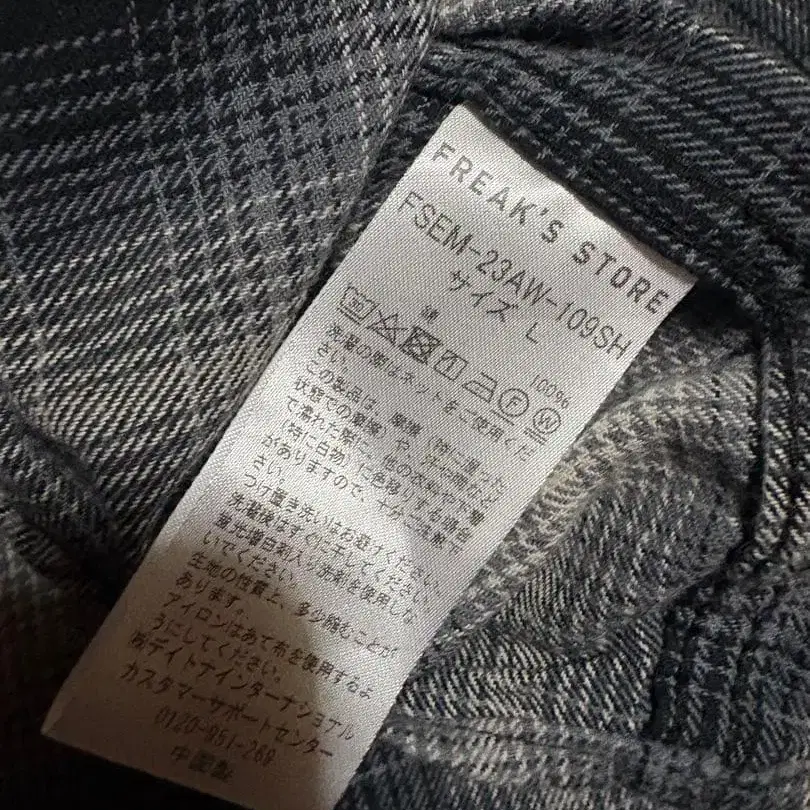 FREAK'S STORE
FSEM-23AW-109SH
サイズ L
綿 100%
洗濯の際はネットをご使用くだ
さい。
この製品は、摩擦（特に湿った
状態での摩擦）や、汗や雨など
で濡れた際に、他の衣料や下着
（特に白物）に色移りする場合
がありますので、十分ご注意下
さい。
つけ置き洗いはお避けください。
洗濯後はすぐに干してください。
蛍光増白剤入り洗剤を使用しな
いでください。
生地の性質上、多少縮むことが
あります。
アイロンはあて布を使用するよ
うにしてください。
㈱デイトナインターナショナル
カスタマーサポートセンター
0120-951-269
中国製